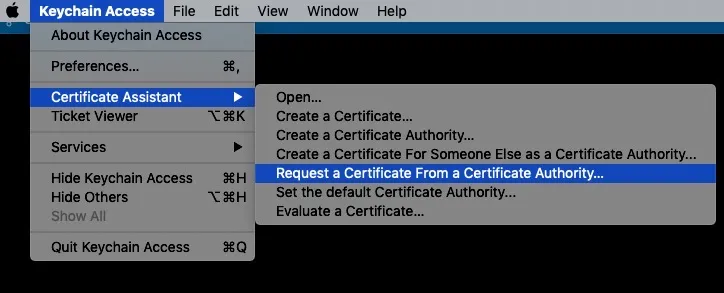 Keychain Access File Edit View Window Help
About Keychain Access
Preferences... ⌘,
Certificate Assistant ▶
Ticket Viewer ⌥⌘K
Services ▶
Hide Keychain Access ⌘H
Hide Others ⌥⌘H
Show All
Quit Keychain Access ⌘Q
Open...
Create a Certificate...
Create a Certificate Authority...
Create a Certificate For Someone Else as a Certificate Authority...
Request a Certificate From a Certificate Authority...
Set the default Certificate Authority...
Evaluate a Certificate...